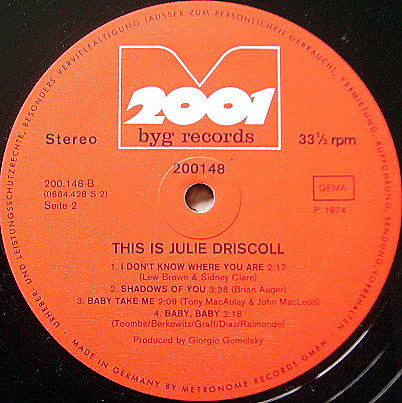 URHEBER- UND LEISTUNGSSCHUTZRECHTE, BESONDERS VERVIELFÄLTIGUNG (AUSSER ZUM PERSÖNLICHEN GEBRAUCH), VERMIETUNG, AUFFÜHRUNG, SENDUNG VORBEHALTEN
2001
byg records
Stereo
33⅓ rpm
200148
200.148-B
(0664.428 S 2)
Seite 2
GEMA
P 1974
THIS IS JULIE DRISCOLL
1. I DON'T KNOW WHERE YOU ARE 2:17
(Lew Brown & Sidney Clare)
2. SHADOWS OF YOU 3:38 (Brian Auger)
3. BABY TAKE ME 2:09 (Tony MacAulay & John MacLeod)
4. BABY, BABY 2:18
(Toombs/Berkowitz/Graff/Diaz/Raimonde)
Produced by Giorgio Gomelsky
• MADE IN GERMANY BY METRONOME RECORDS GMBH •